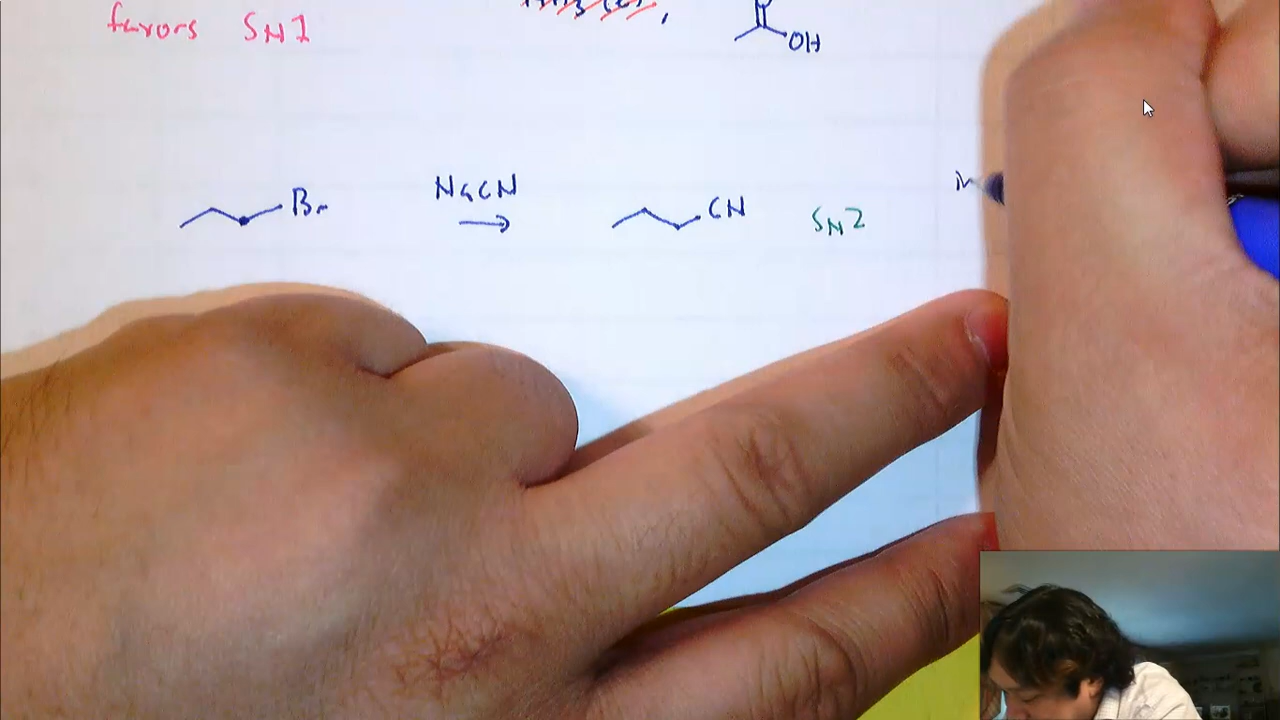 favors SN1
OH
Br NaCN → CN SN2